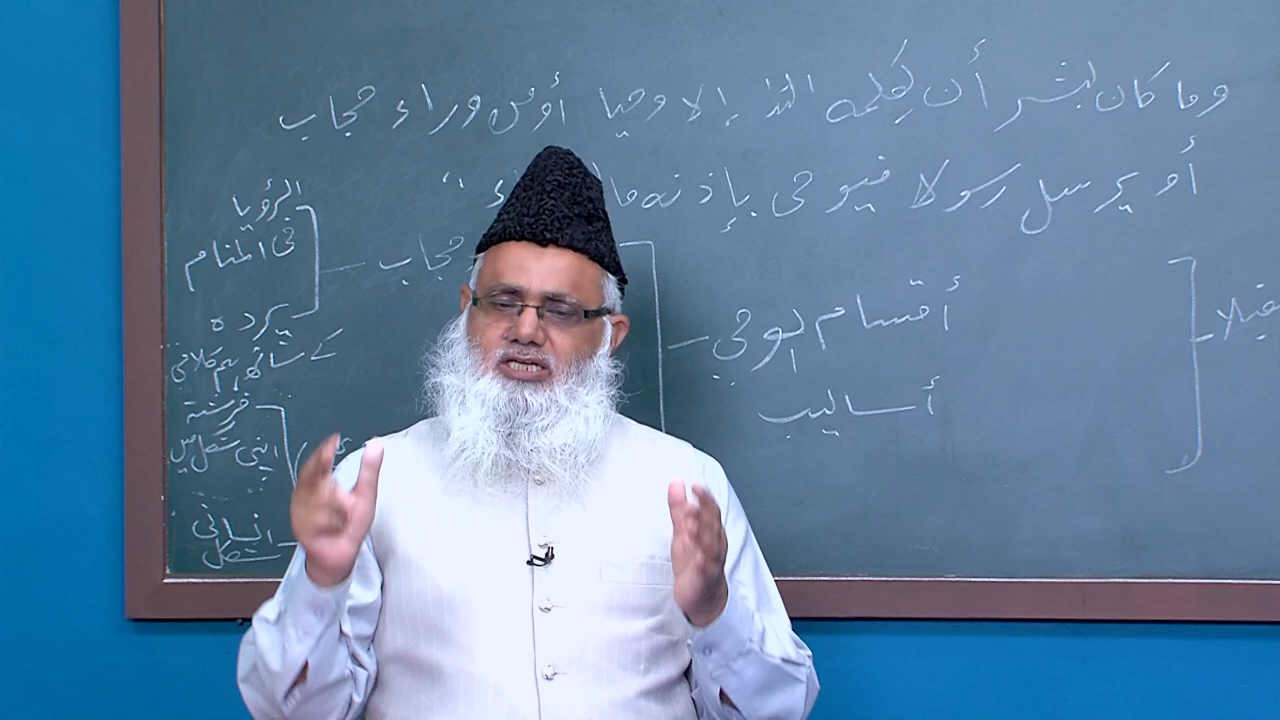 وما كان لبشر أن يكلمه الله إلا وحيا أو من وراء حجاب
أو يرسل رسولا فيوحي بإذنه ما
أقسام الوحي
أساليب
حجاب
الرؤيا
في المنام
پردہ
کے ساتھ ہم کلامی
فرشتہ
اپنی شکل میں
انسانی
شکل